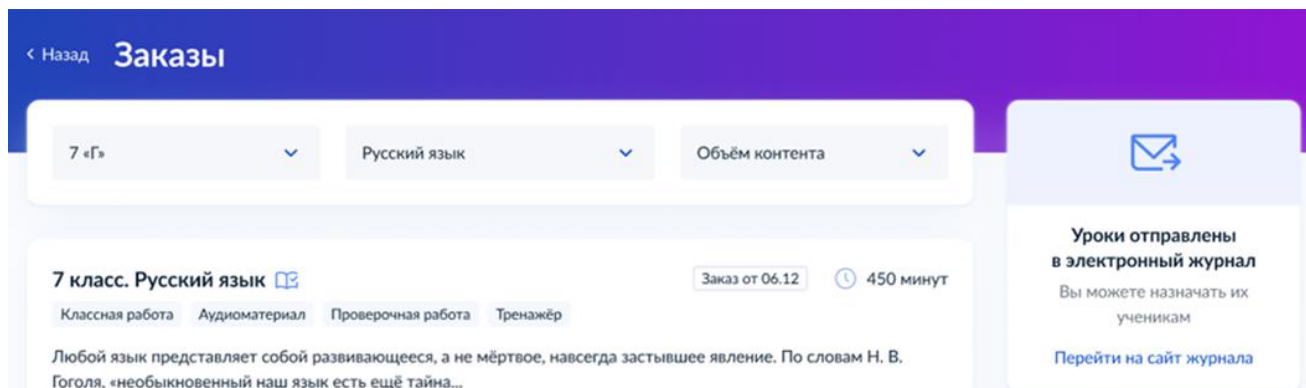 Назад Заказы
7 «Г» Русский язык Объём контента
7 класс. Русский язык Заказ от 06.12 450 минут
Классная работа Аудиоматериал Проверочная работа Тренажёр
Любой язык представляет собой развивающееся, а не мёртвое, навсегда застывшее явление. По словам Н. В.
Гоголя, «необыкновенный наш язык есть ещё тайна...
Уроки отправлены
в электронный журнал
Вы можете назначать их
ученикам
Перейти на сайт журнала